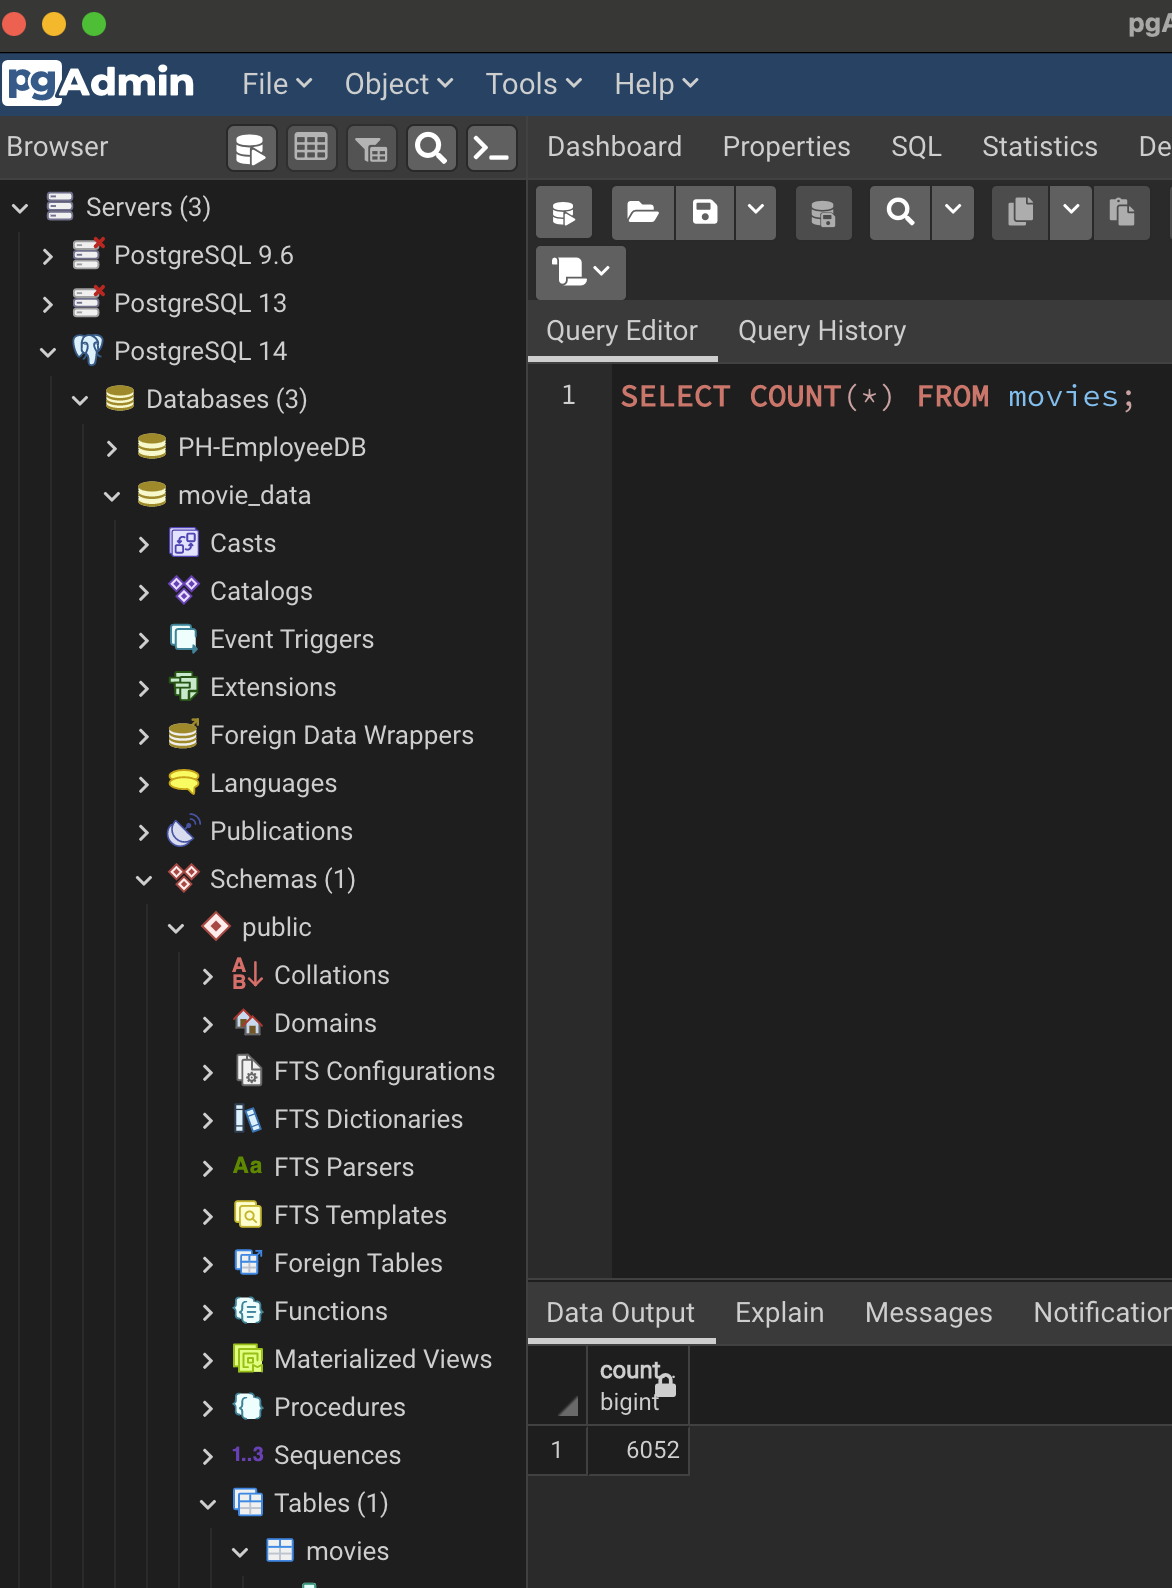 pgA
pgAdmin File Object Tools Help
Browser
Dashboard Properties SQL Statistics De
Servers (3)
PostgreSQL 9.6
PostgreSQL 13
PostgreSQL 14
Databases (3)
PH-EmployeeDB
movie_data
Casts
Catalogs
Event Triggers
Extensions
Foreign Data Wrappers
Languages
Publications
Schemas (1)
public
Collations
Domains
FTS Configurations
FTS Dictionaries
Aa FTS Parsers
FTS Templates
Foreign Tables
Functions
Materialized Views
Procedures
1..3 Sequences
Tables (1)
movies
Query Editor Query History
1 SELECT COUNT(*) FROM movies;
Data Output Explain Messages Notification
count
bigint
1 6052